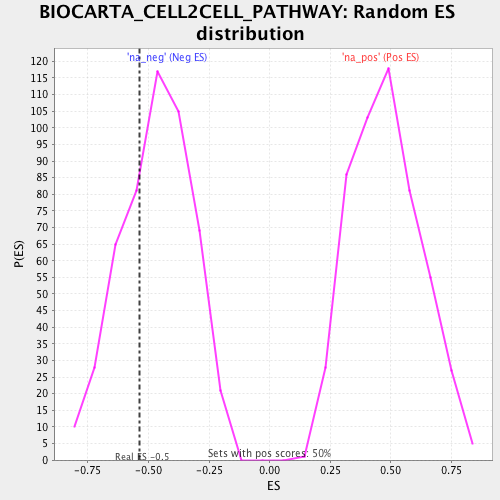 BIOCARTA_CELL2CELL_PATHWAY: Random ES
distribution
'na_neg' (Neg ES)
'na_pos' (Pos ES)
120
115
110
105
100
95
90
85
80
75
70
65
60
55
50
45
40
35
30
25
20
15
10
5
0
P(ES)
Real ES -0.5
Sets with pos scores: 50%
-0.75 -0.50 -0.25 0.00 0.25 0.50 0.75
ES